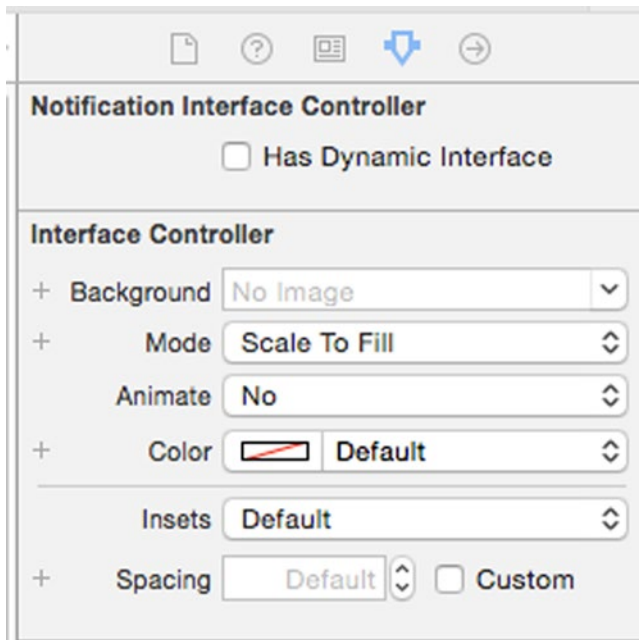 Notification Interface Controller
Has Dynamic Interface
Interface Controller
+ Background No Image
+ Mode Scale To Fill
Animate No
+ Color Default
Insets Default
+ Spacing Default Custom